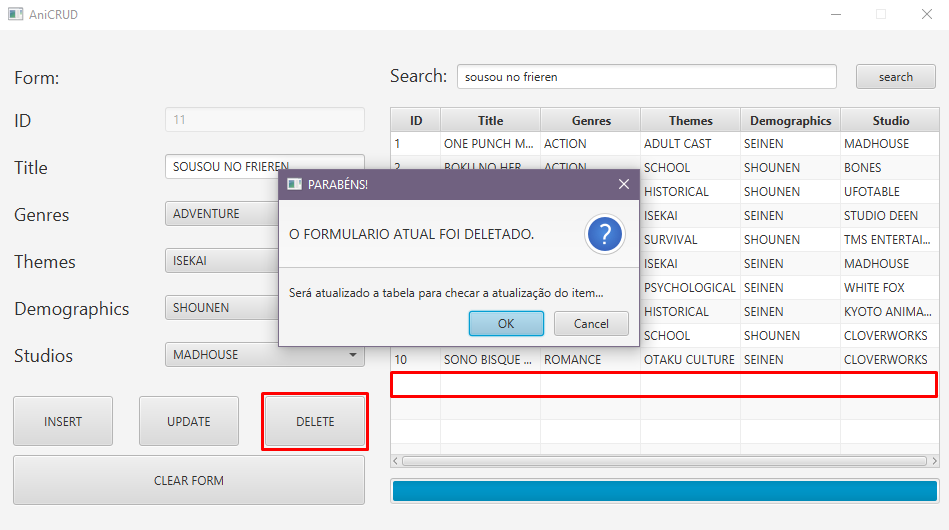 AniCRUD
Form:
Search: sousou no frieren search
ID 11
Title SOUSOU NO FRIEREN
Genres ADVENTURE
Themes ISEKAI
Demographics SHOUNEN
Studios MADHOUSE
INSERT UPDATE DELETE
CLEAR FORM
ID Title Genres Themes Demographics Studio
1 ONE PUNCH M... ACTION ADULT CAST SEINEN MADHOUSE
2 BOKU NO HER... ACTION SCHOOL SHOUNEN BONES
HISTORICAL SHOUNEN UFOTABLE
ISEKAI SEINEN STUDIO DEEN
SURVIVAL SHOUNEN TMS ENTERTAI...
ISEKAI SEINEN MADHOUSE
PSYCHOLOGICAL SEINEN WHITE FOX
HISTORICAL SEINEN KYOTO ANIMA...
SCHOOL SHOUNEN CLOVERWORKS
10 SONO BISQUE ... ROMANCE OTAKU CULTURE SEINEN CLOVERWORKS
PARABÉNS!
O FORMULARIO ATUAL FOI DELETADO.
?
Será atualizado a tabela para checar a atualização do item...
OK Cancel